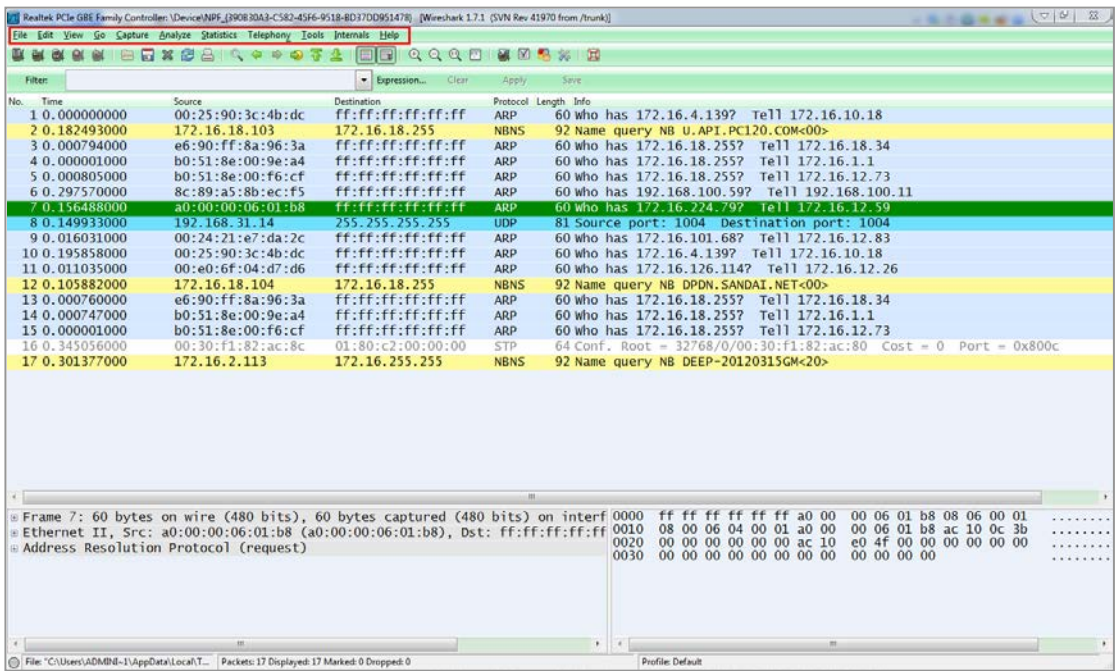 Realtek PCIe GBE Family Controller: \Device\NPF_{390B30A3-C582-45F6-9518-BD37DD951478} [Wireshark 1.7.1 (SVN Rev 41970 from /trunk)]
File Edit View Go Capture Analyze Statistics Telephony Tools Internals Help
Filter: Expression... Clear Apply Save
No. Time Source Destination Protocol Length Info
1 0.000000000 00:25:90:3c:4b:dc ff:ff:ff:ff:ff:ff ARP 60 Who has 172.16.4.139? Tell 172.16.10.18
2 0.182493000 172.16.18.103 172.16.18.255 NBNS 92 Name query NB U.API.PC120.COM<00>
3 0.000794000 e6:90:ff:8a:96:3a ff:ff:ff:ff:ff:ff ARP 60 Who has 172.16.18.255? Tell 172.16.18.34
4 0.000001000 b0:51:8e:00:9e:a4 ff:ff:ff:ff:ff:ff ARP 60 Who has 172.16.18.255? Tell 172.16.1.1
5 0.000805000 b0:51:8e:00:f6:cf ff:ff:ff:ff:ff:ff ARP 60 Who has 172.16.18.255? Tell 172.16.12.73
6 0.297570000 8c:89:a5:8b:ec:f5 ff:ff:ff:ff:ff:ff ARP 60 Who has 192.168.100.59? Tell 192.168.100.11
7 0.156488000 a0:00:00:06:01:b8 ff:ff:ff:ff:ff:ff ARP 60 Who has 172.16.224.79? Tell 172.16.12.59
8 0.149933000 192.168.31.14 255.255.255.255 UDP 81 Source port: 1004 Destination port: 1004
9 0.016031000 00:24:21:e7:da:2c ff:ff:ff:ff:ff:ff ARP 60 Who has 172.16.101.68? Tell 172.16.12.83
10 0.195858000 00:25:90:3c:4b:dc ff:ff:ff:ff:ff:ff ARP 60 Who has 172.16.4.139? Tell 172.16.10.18
11 0.011035000 00:e0:6f:04:d7:d6 ff:ff:ff:ff:ff:ff ARP 60 Who has 172.16.126.114? Tell 172.16.12.26
12 0.105882000 172.16.18.104 172.16.18.255 NBNS 92 Name query NB DPDN.SANDAI.NET<00>
13 0.000760000 e6:90:ff:8a:96:3a ff:ff:ff:ff:ff:ff ARP 60 Who has 172.16.18.255? Tell 172.16.18.34
14 0.000747000 b0:51:8e:00:9e:a4 ff:ff:ff:ff:ff:ff ARP 60 Who has 172.16.18.255? Tell 172.16.1.1
15 0.000001000 b0:51:8e:00:f6:cf ff:ff:ff:ff:ff:ff ARP 60 Who has 172.16.18.255? Tell 172.16.12.73
16 0.345056000 00:30:f1:82:ac:8c 01:80:c2:00:00:00 STP 64 Conf. Root = 32768/0/00:30:f1:82:ac:80 Cost = 0 Port = 0x800c
17 0.301377000 172.16.2.113 172.16.255.255 NBNS 92 Name query NB DEEP-20120315GM<20>
Frame 7: 60 bytes on wire (480 bits), 60 bytes captured (480 bits) on interf
Ethernet II, Src: a0:00:00:06:01:b8 (a0:00:00:06:01:b8), Dst: ff:ff:ff:ff:ff
Address Resolution Protocol (request)
0000 ff ff ff ff ff ff a0 00 00 06 01 b8 08 06 00 01 ........
0010 08 00 06 04 00 01 a0 00 00 06 01 b8 ac 10 0c 3b ........
0020 00 00 00 00 00 00 ac 10 e0 4f 00 00 00 00 00 00 ........
0030 00 00 00 00 00 00 00 00 00 00 00 00 ........
File: "C:\Users\ADMINI~1\AppData\Local\T... Packets: 17 Displayed: 17 Marked: 0 Dropped: 0 Profile: Default